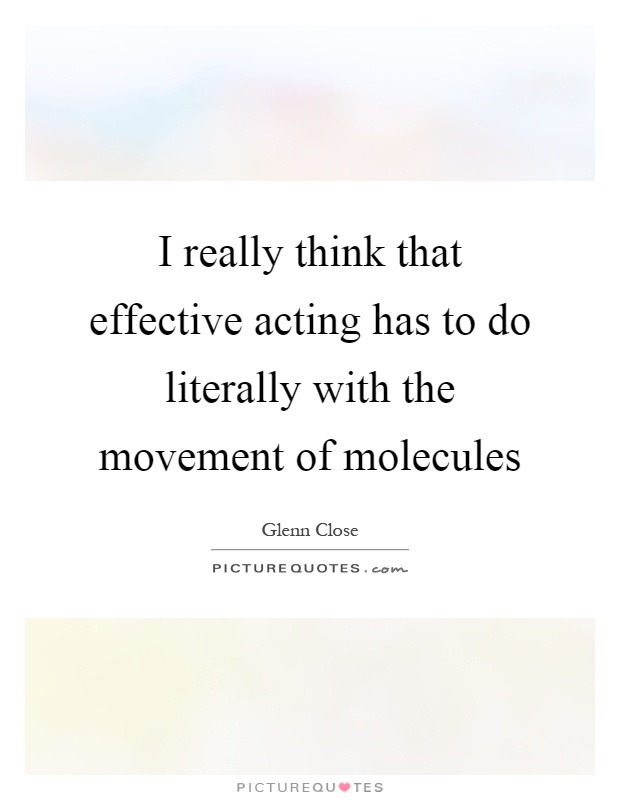 I really think that
effective acting has to do
literally with the
movement of molecules
Glenn Close
PICTUREQUOTES.com
PICTUREQUOTES